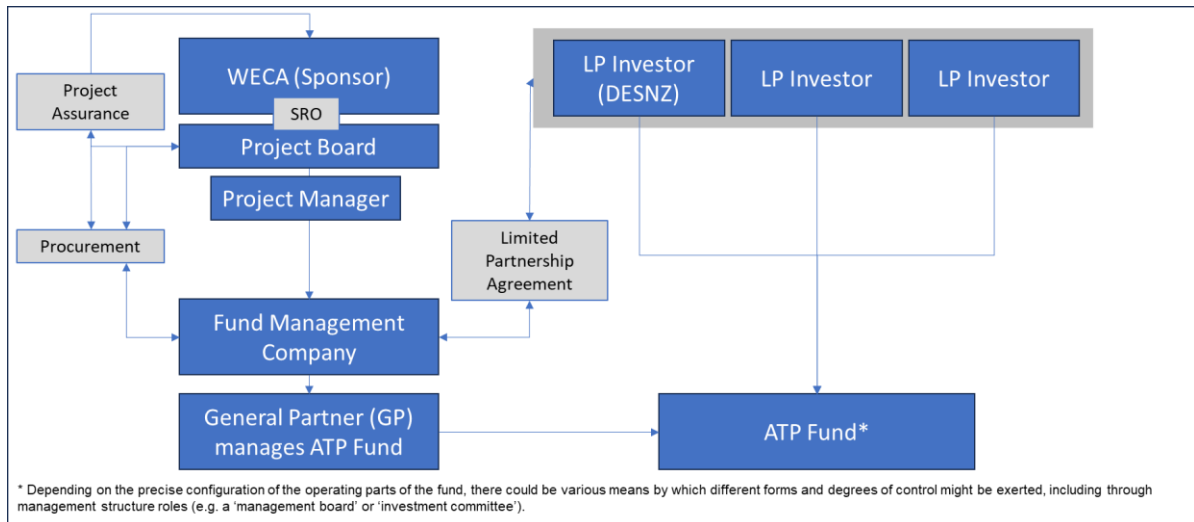 WECA (Sponsor)
Project
Assurance
SRO
Project Board
Project Manager
Procurement
Fund Management
Company
General Partner (GP)
manages ATP Fund
LP Investor
(DESNZ)
LP Investor
LP Investor
Limited
Partnership
Agreement
ATP Fund*
* Depending on the precise configuration of the operating parts of the fund, there could be various means by which different forms and degrees of control might be exerted, including through
management structure roles (e.g. a ‘management board’ or ‘investment committee’).